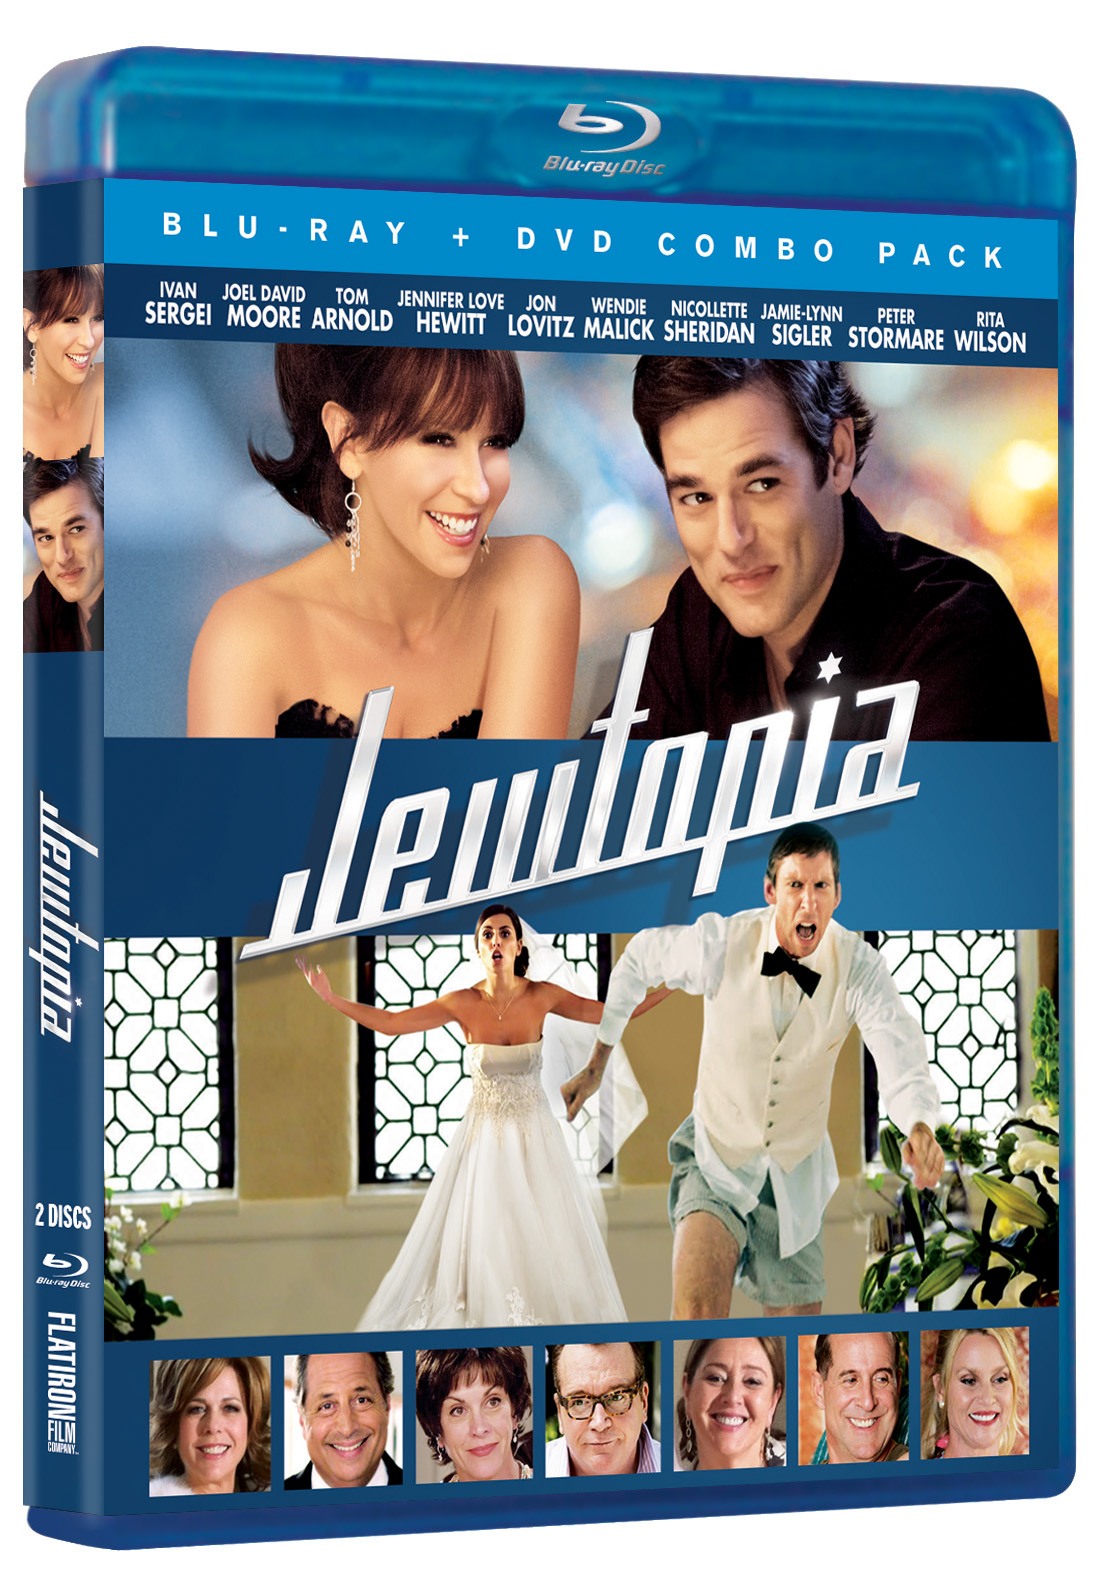 Blu-ray Disc
BLU-RAY + DVD COMBO PACK
IVAN SERGEI
JOEL DAVID MOORE
TOM ARNOLD
JENNIFER LOVE HEWITT
JON LOVITZ
WENDIE MALICK
NICOLLETTE SHERIDAN
JAMIE-LYNN SIGLER
PETER STORMARE
RITA WILSON
Jewtopia
Jewtopia
2 DISCS
Blu-ray Disc
FLATIRON
FILM
COMPANY